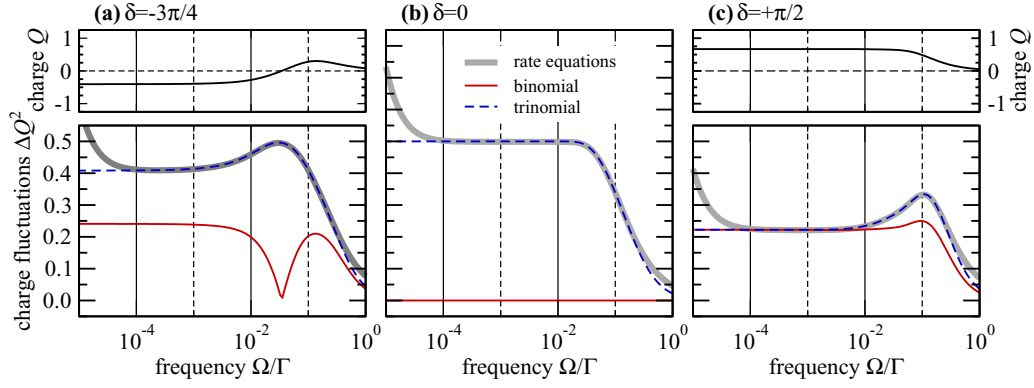 (a) δ=-3π/4
(b) δ=0
(c) δ=+π/2
charge Q
1
0
-1
1
0
-1
charge Q
rate equations
binomial
trinomial
charge fluctuations ΔQ²
0.5
0.4
0.3
0.2
0.1
0.0
10⁻⁴ 10⁻² 10⁰
10⁻⁴ 10⁻² 10⁰
10⁻⁴ 10⁻² 10⁰
frequency Ω/Γ
frequency Ω/Γ
frequency Ω/Γ